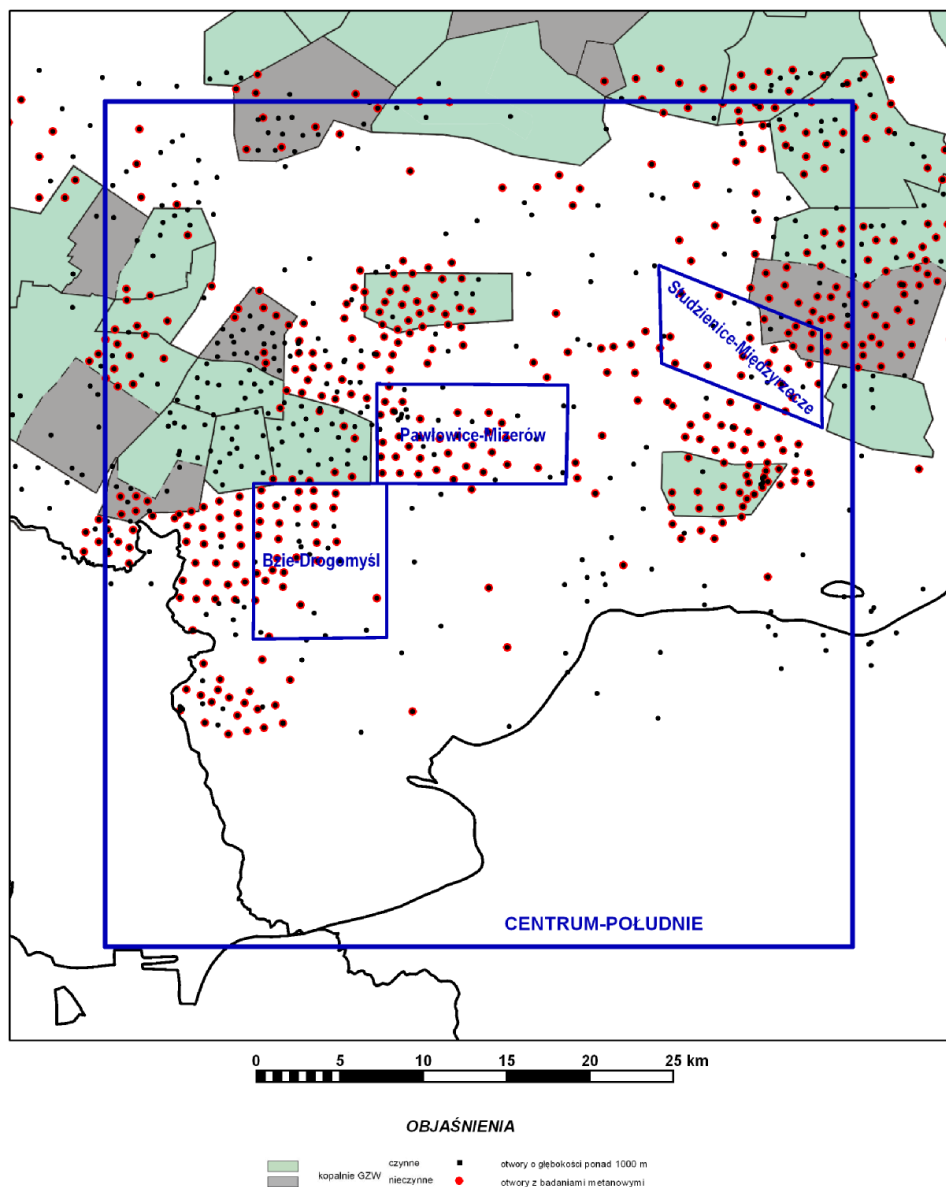 Studzienice-Międzyrzecze
Pawłowice-Mizerów
Bzie-Drogomyśl
CENTRUM-POŁUDNIE
0 5 10 15 20 25 km
OBJAŚNIENIA
kopalnie GZW
czynne
nieczynne
otwory o głębokości ponad 1000 m
otwory z badaniami metanowymi